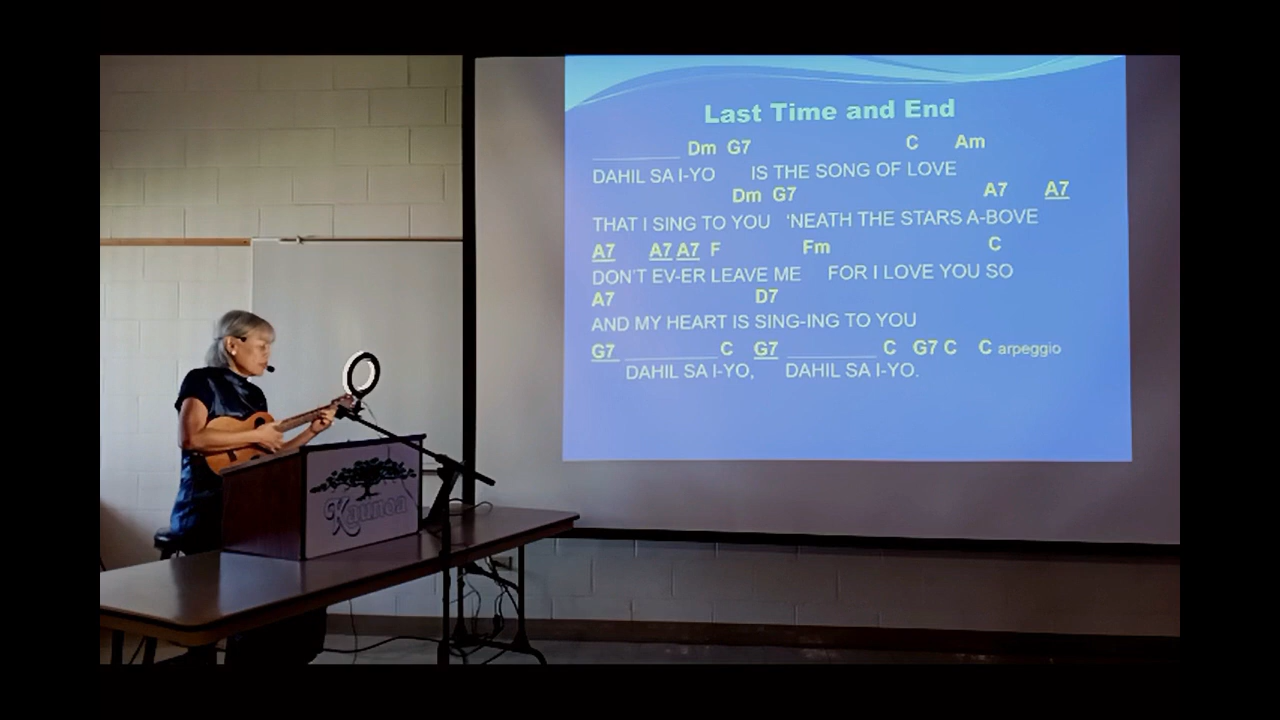 Last Time and End
________ Dm G7 C Am
DAHIL SA I-YO IS THE SONG OF LOVE
Dm G7 A7 A7
THAT I SING TO YOU ‘NEATH THE STARS A-BOVE
A7 A7 A7 F Fm C
DON'T EV-ER LEAVE ME FOR I LOVE YOU SO
A7 D7
AND MY HEART IS SING-ING TO YOU
G7 ________ C G7 ________ C G7 C C arpeggio
DAHIL SA I-YO, DAHIL SA I-YO.
Kaunoa